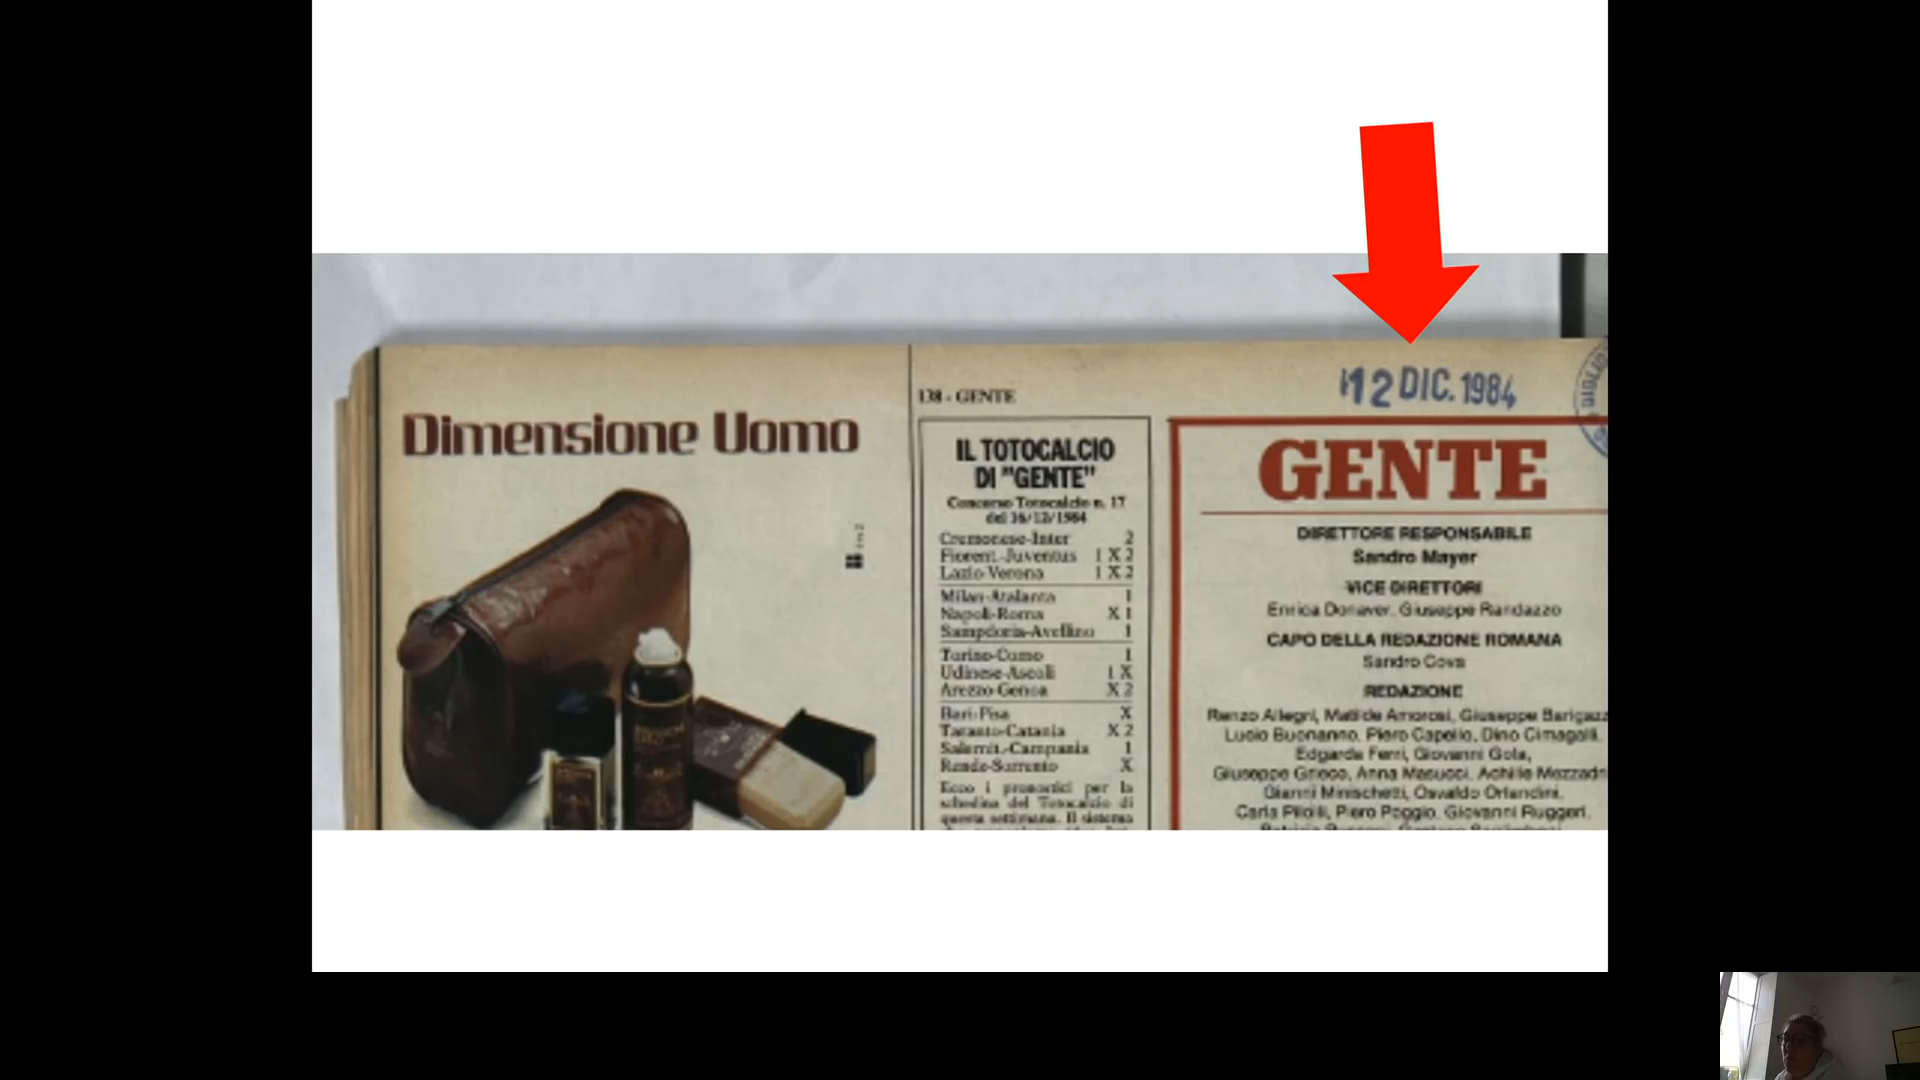 Dimensione Uomo
138 - GENTE
IL TOTOCALCIO
DI "GENTE"
Concorso Totocalcio n. 17
del 16/12/1984
Cremonese-Inter 2
Fiorent.-Juventus 1 X 2
Lazio-Verona 1 X 2
Milan-Atalanta 1
Napoli-Roma X 1
Sampdoria-Avellino 1
Torino-Como 1
Udinese-Ascoli 1 X
Arezzo-Genoa X 2
Bari-Pisa X
Taranto-Catania X 2
Salernit.-Campania 1
Rende-Sorrento X
Ecco i pronostici per la
schedina del Totocalcio di
questa settimana. Il sistema
12 DIC. 1984
GENTE
DIRETTORE RESPONSABILE
Sandro Mayer
VICE DIRETTORI
Enrica Donaver, Giuseppe Randazzo
CAPO DELLA REDAZIONE ROMANA
Sandro Cova
REDAZIONE
Renzo Allegri, Matilde Amorosi, Giuseppe Barigazz
Lucio Buonanno, Piero Capello, Dino Cimagalli,
Edgarda Ferri, Giovanni Gota,
Giuseppe Grieco, Anna Masucci, Achille Mezzadri
Gianni Minischetti, Osvaldo Orlandini,
Carla Pilolli, Piero Poggio, Giovanni Ruggeri,